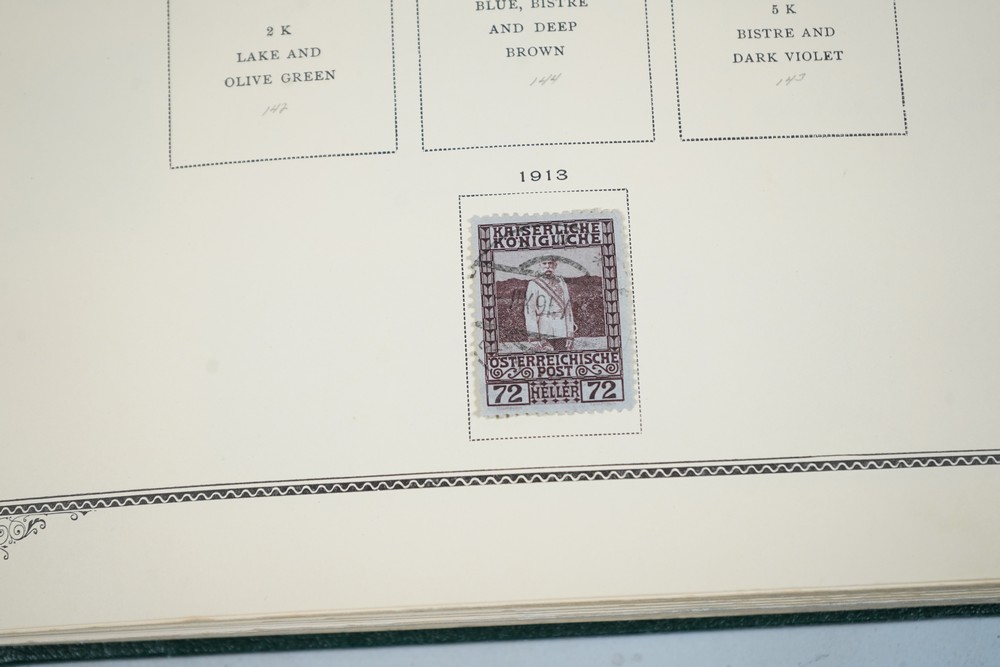 2 K
LAKE AND
OLIVE GREEN
BLUE, BISTRE
AND DEEP
BROWN
144
5 K
BISTRE AND
DARK VIOLET
143
1913
KAISERLICHE
KÖNIGLICHE
ÖSTERREICHISCHE
POST
72 HELLER 72